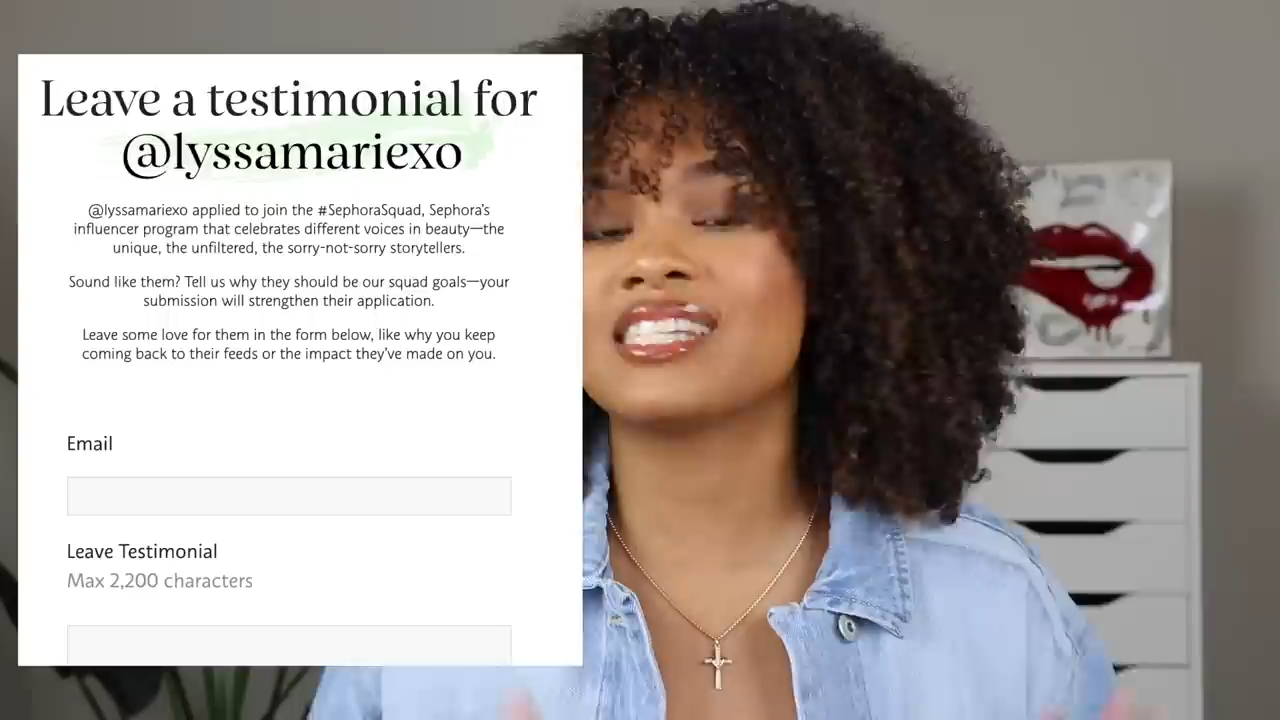 Leave a testimonial for
@lyssamariexo
@lyssamariexo applied to join the #SephoraSquad, Sephora's
influencer program that celebrates different voices in beauty—the
unique, the unfiltered, the sorry-not-sorry storytellers.
Sound like them? Tell us why they should be our squad goals—your
submission will strengthen their application.
Leave some love for them in the form below, like why you keep
coming back to their feeds or the impact they've made on you.
Email
Leave Testimonial
Max 2,200 characters